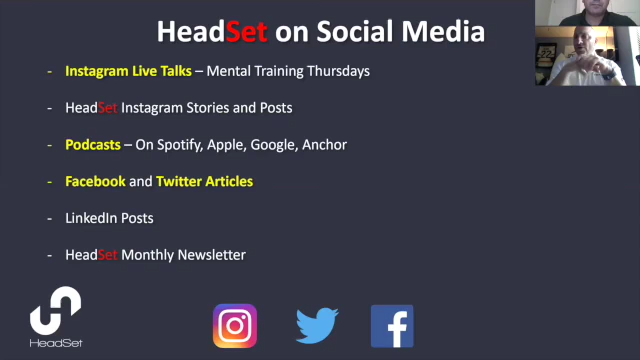 HeadSet on Social Media
- Instagram Live Talks – Mental Training Thursdays
- HeadSet Instagram Stories and Posts
- Podcasts – On Spotify, Apple, Google, Anchor
- Facebook and Twitter Articles
- LinkedIn Posts
- HeadSet Monthly Newsletter
HeadSet